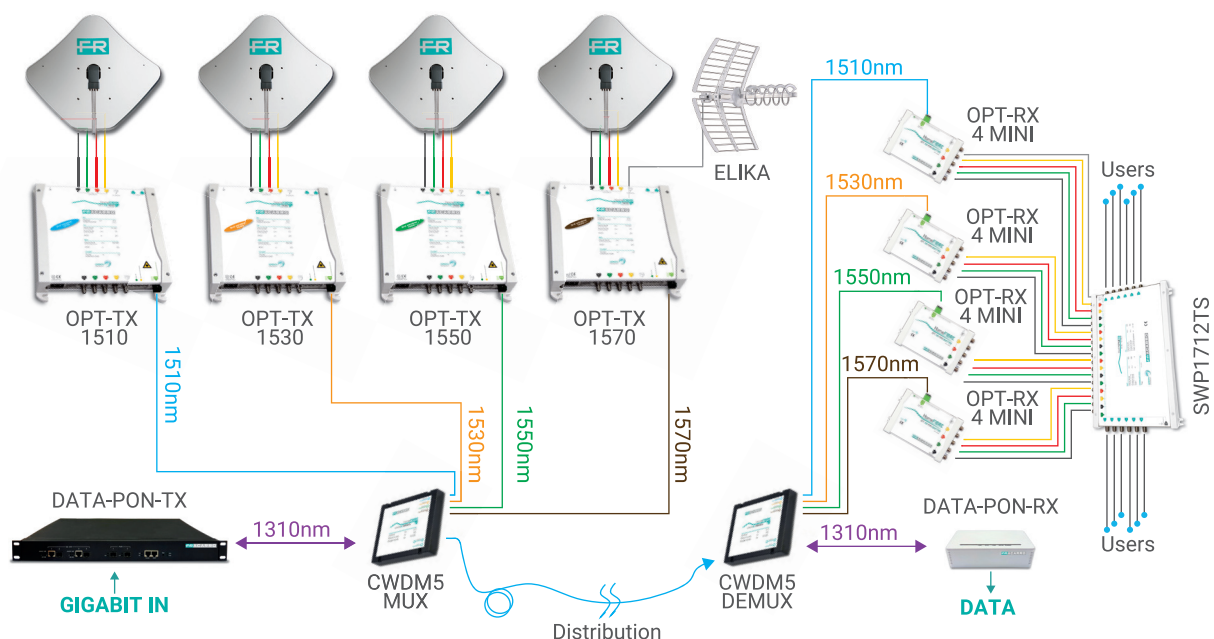 FR
FR
FR
FR
ELIKA
OPT-TX
1510
OPT-TX
1530
OPT-TX
1550
OPT-TX
1570
1510nm
1530nm
1550nm
1570nm
DATA-PON-TX
1310nm
GIGABIT IN
CWDM5
MUX
Distribution
CWDM5
DEMUX
1310nm
DATA-PON-RX
DATA
1510nm
1530nm
1550nm
1570nm
OPT-RX
4 MINI
OPT-RX
4 MINI
OPT-RX
4 MINI
OPT-RX
4 MINI
Users
SWP1712TS
Users